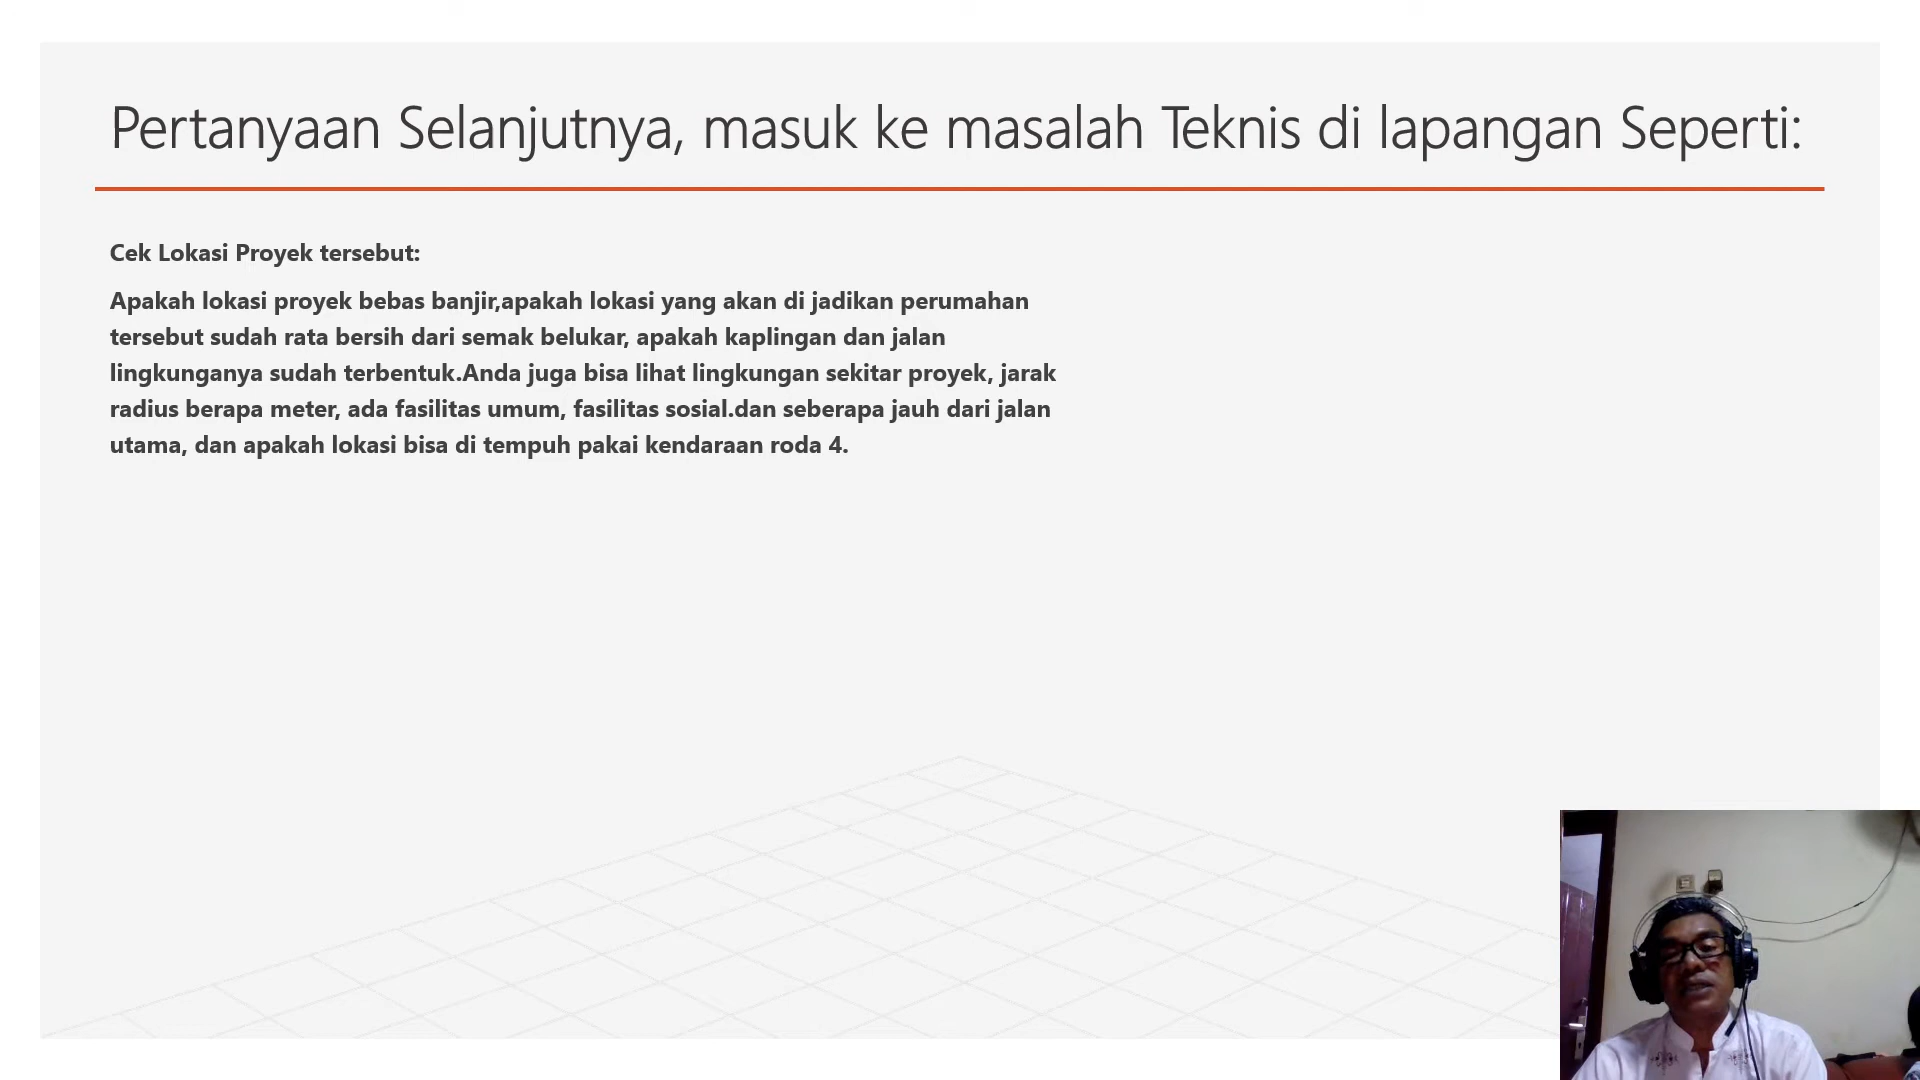 Pertanyaan Selanjutnya, masuk ke masalah Teknis di lapangan Seperti:
Cek Lokasi Proyek tersebut:
Apakah lokasi proyek bebas banjir,apakah lokasi yang akan di jadikan perumahan
tersebut sudah rata bersih dari semak belukar, apakah kaplingan dan jalan
lingkunganya sudah terbentuk.Anda juga bisa lihat lingkungan sekitar proyek, jarak
radius berapa meter, ada fasilitas umum, fasilitas sosial.dan seberapa jauh dari jalan
utama, dan apakah lokasi bisa di tempuh pakai kendaraan roda 4.